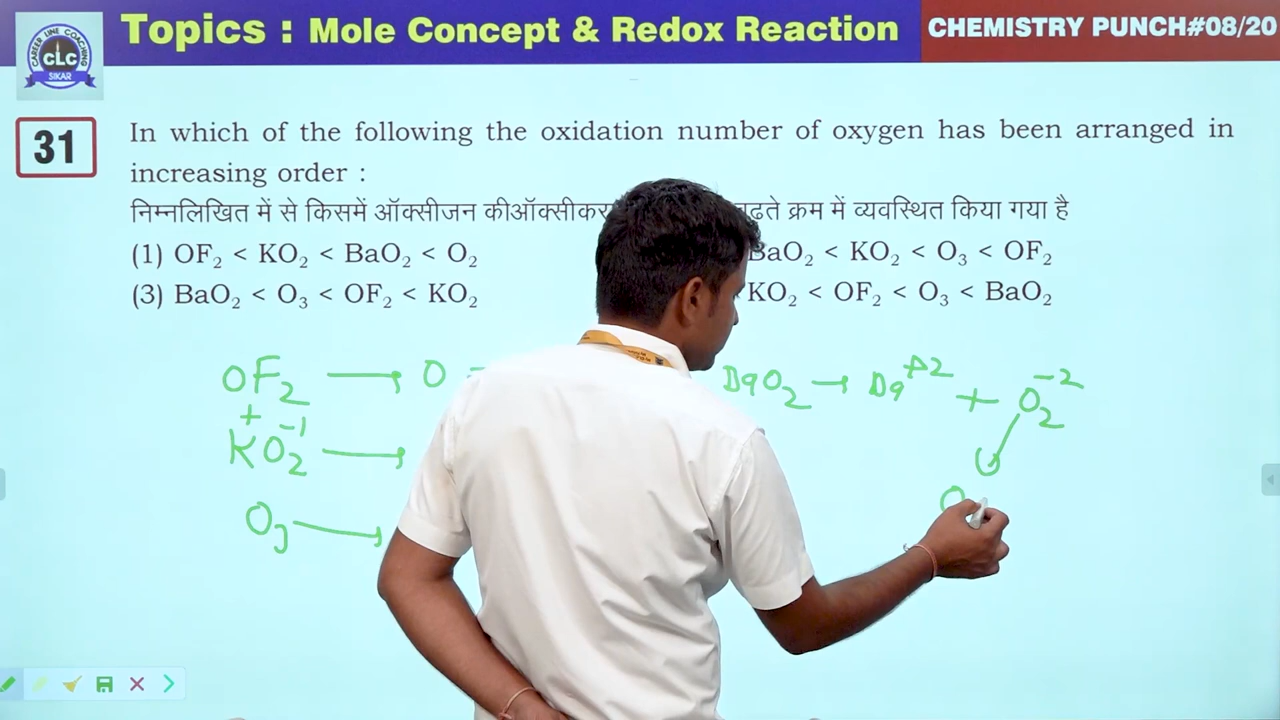 Topics : Mole Concept & Redox Reaction
CHEMISTRY PUNCH#08/20
CAREER LINE COACHING
CLC
SIKAR
31
In which of the following the oxidation number of oxygen has been arranged in
increasing order :
निम्नलिखित में से किसमें ऑक्सीजन कीऑक्सीकर बढते क्रम में व्यवस्थित किया गया है
(1) OF₂ < KO₂ < BaO₂ < O₂
BaO₂ < KO₂ < O₃ < OF₂
(3) BaO₂ < O₃ < OF₂ < KO₂
KO₂ < OF₂ < O₃ < BaO₂
OF₂ → O
BaO₂ → Ba⁺² + O₂⁻²
K⁺O₂⁻¹ →
O₃ →
O